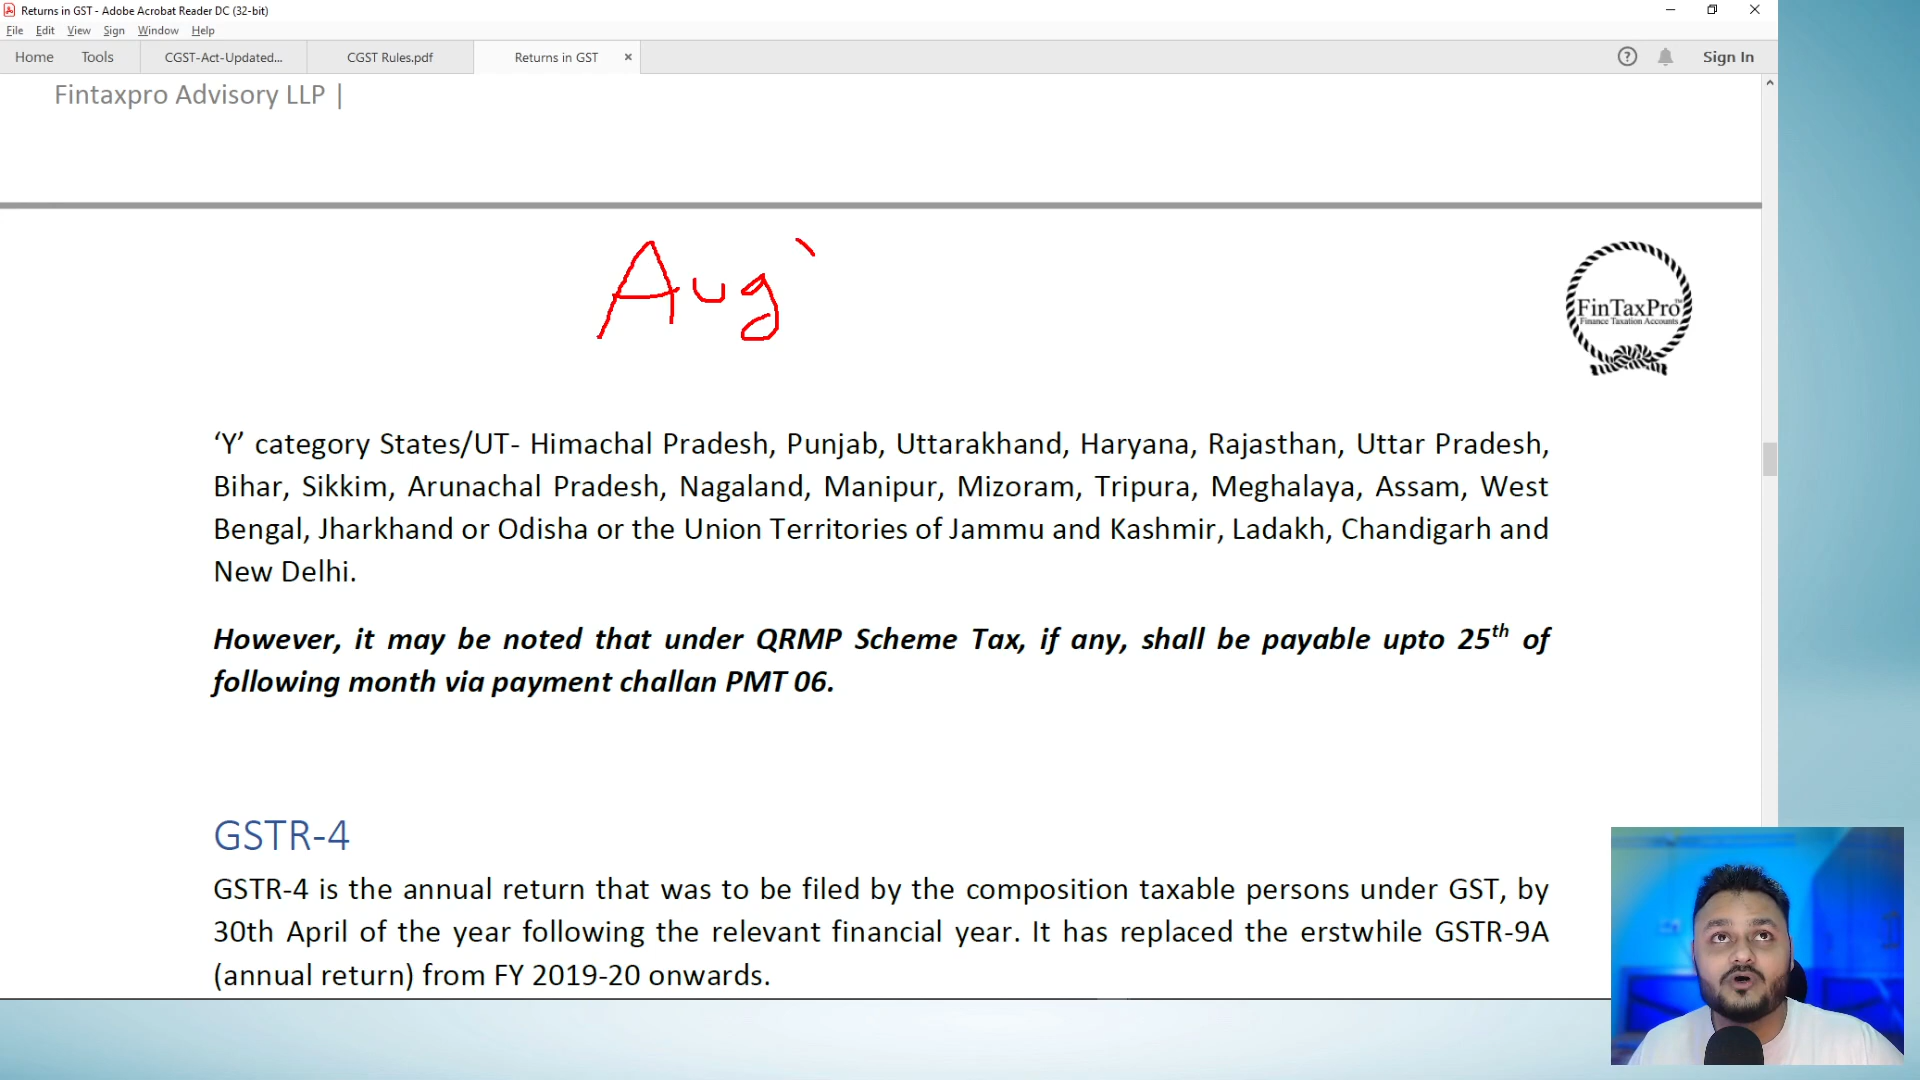 Returns in GST - Adobe Acrobat Reader DC (32-bit)
File Edit View Sign Window Help
Home Tools CGST-Act-Updated... CGST Rules.pdf Returns in GST × Sign In
Fintaxpro Advisory LLP |
Aug
FinTaxPro™
Finance Taxation Accounts
‘Y’ category States/UT- Himachal Pradesh, Punjab, Uttarakhand, Haryana, Rajasthan, Uttar Pradesh,
Bihar, Sikkim, Arunachal Pradesh, Nagaland, Manipur, Mizoram, Tripura, Meghalaya, Assam, West
Bengal, Jharkhand or Odisha or the Union Territories of Jammu and Kashmir, Ladakh, Chandigarh and
New Delhi.
However, it may be noted that under QRMP Scheme Tax, if any, shall be payable upto 25th of
following month via payment challan PMT 06.
GSTR-4
GSTR-4 is the annual return that was to be filed by the composition taxable persons under GST, by
30th April of the year following the relevant financial year. It has replaced the erstwhile GSTR-9A
(annual return) from FY 2019-20 onwards.